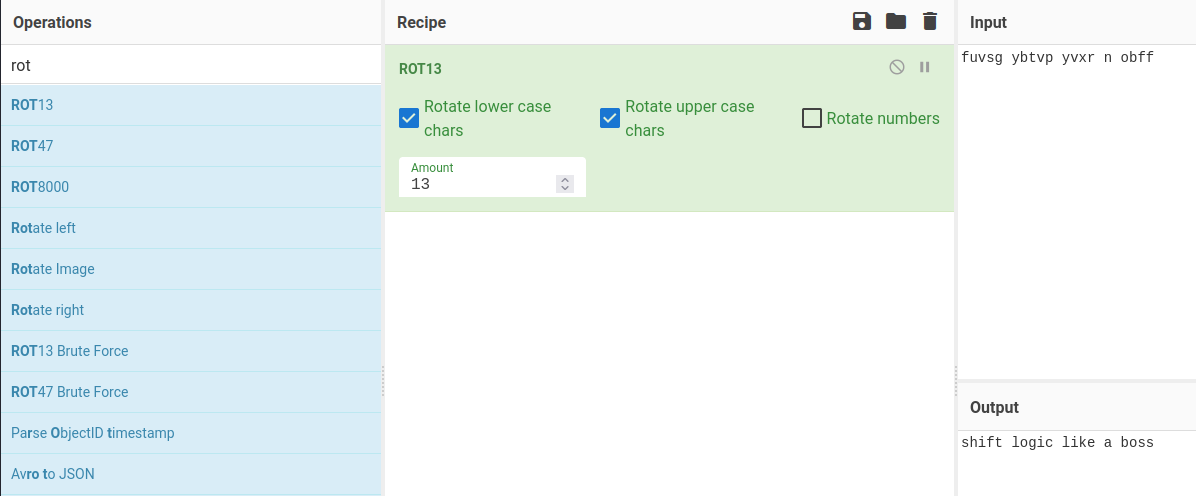 Operations
rot
ROT13
ROT47
ROT8000
Rotate left
Rotate Image
Rotate right
ROT13 Brute Force
ROT47 Brute Force
Parse ObjectID timestamp
Avro to JSON
Recipe
ROT13
Rotate lower case
chars
Rotate upper case
chars
Rotate numbers
Amount
13
Input
fuvsg ybtvp yvxr n obff
Output
shift logic like a boss